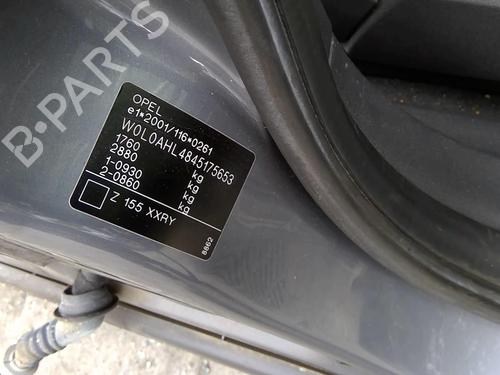 B-PARTS
OPEL
e1*2001/116*0261
W0L0AHL4845175653
1760 kg
2880 kg
1-0930 kg
2-0860 kg
Z 155 XXRY
8862